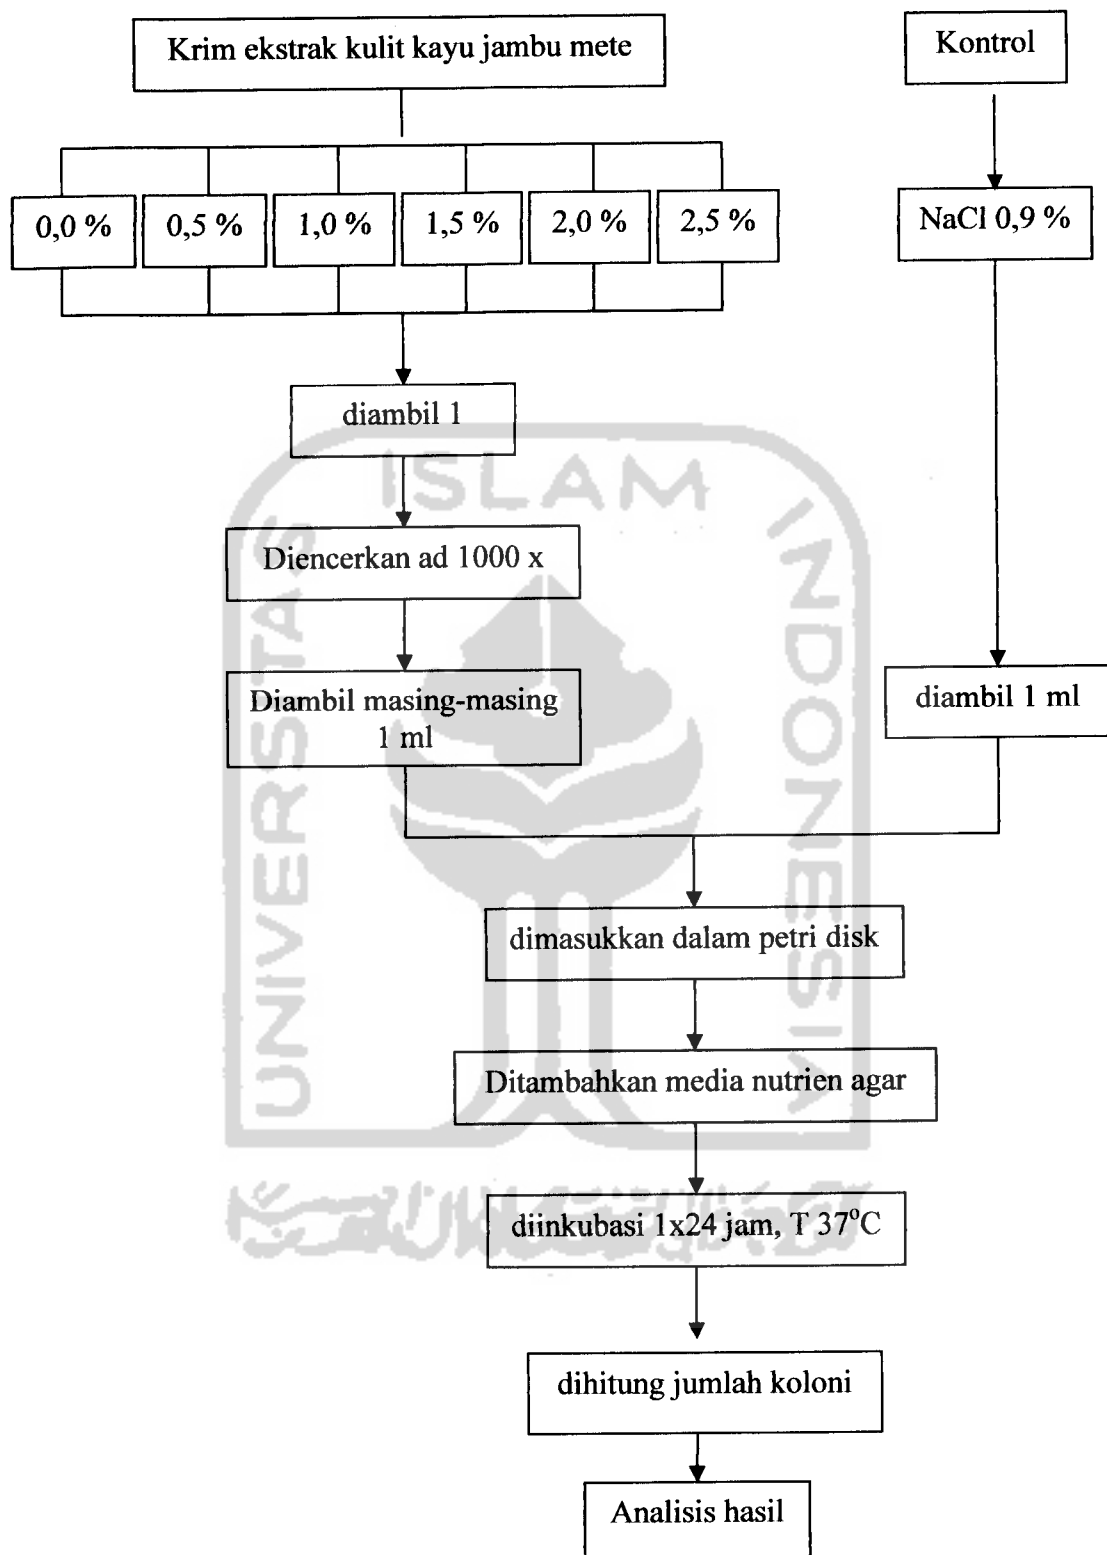 Krim ekstrak kulit kayu jambu mete
Kontrol
0,0 %
0,5 %
1,0 %
1,5 %
2,0 %
2,5 %
NaCl 0,9 %
diambil 1
Diencerkan ad 1000 x
Diambil masing-masing
1 ml
diambil 1 ml
dimasukkan dalam petri disk
Ditambahkan media nutrien agar
diinkubasi 1x24 jam, T 37°C
dihitung jumlah koloni
Analisis hasil
UNIVERSITAS
ISLAM
INDONESIA